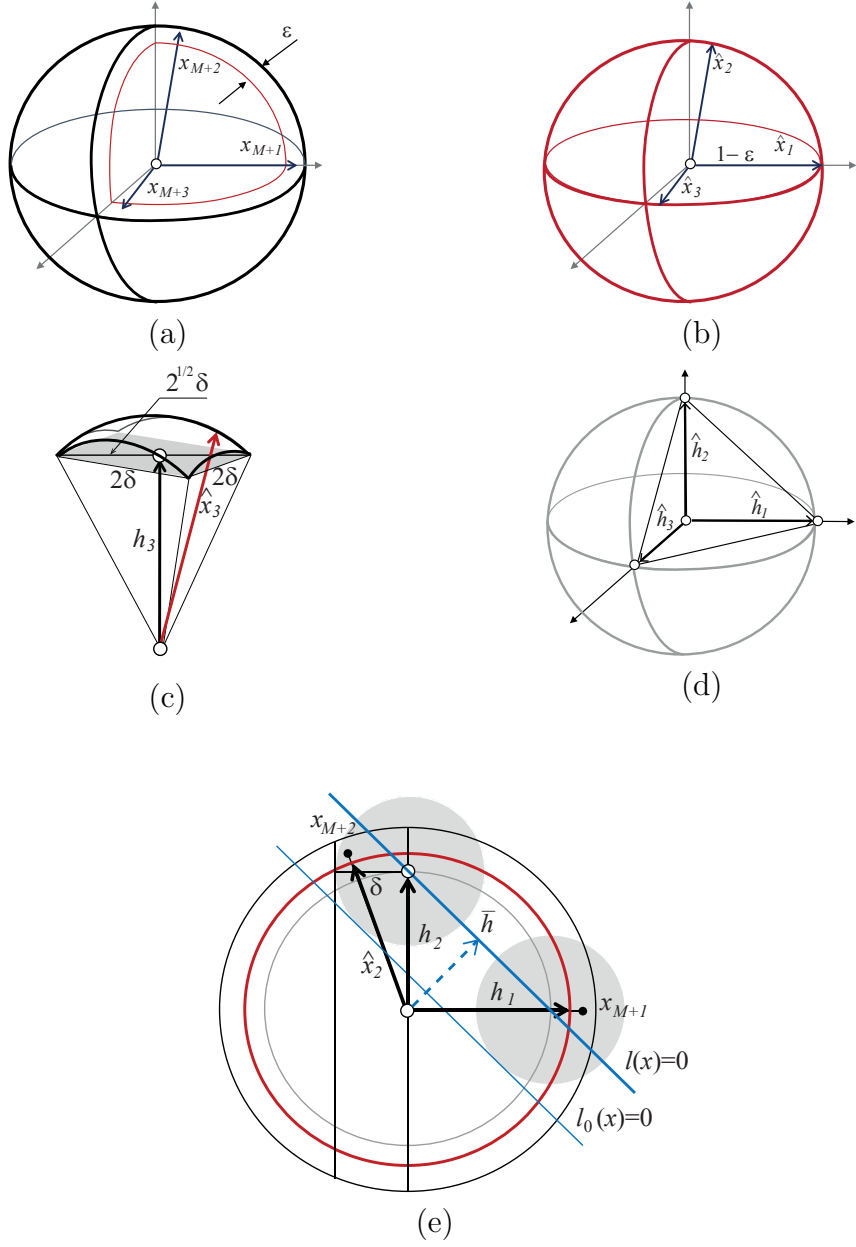 ε
x_{M+2}
x_{M+1}
x_{M+3}
(a)
x̂_2
1− ε
x̂_1
x̂_3
(b)
2^{1/2} δ
2δ
2δ
x̂_3
h_3
(c)
ĥ_2
ĥ_3
ĥ_1
(d)
x_{M+2}
δ
h̅
h_2
x̂_2
h_1
x_{M+1}
l(x)=0
l_0(x)=0
(e)